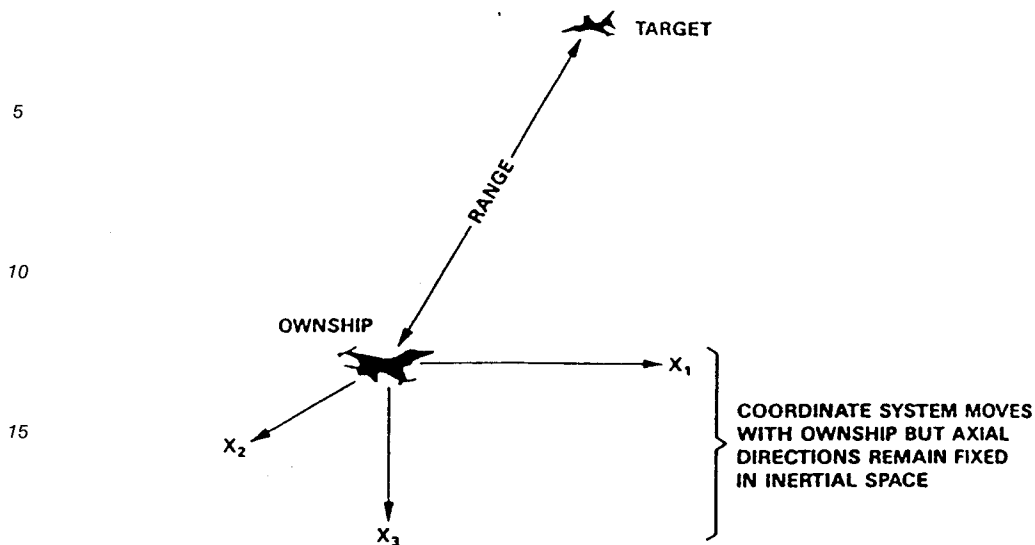 TARGET
5
RANGE
10
OWNSHIP
X₁
COORDINATE SYSTEM MOVES
WITH OWNSHIP BUT AXIAL
DIRECTIONS REMAIN FIXED
IN INERTIAL SPACE
15
X₂
X₃